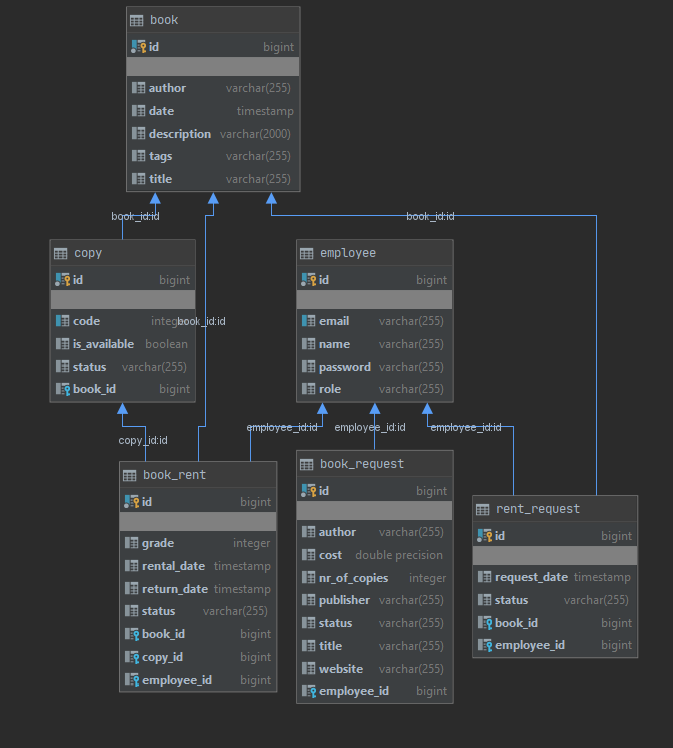 book
id bigint
author varchar(255)
date timestamp
description varchar(2000)
tags varchar(255)
title varchar(255)
book_id:id
book_id:id
copy
id bigint
code integer
is_available boolean
status varchar(255)
book_id bigint
book_id:id
employee
id bigint
email varchar(255)
name varchar(255)
password varchar(255)
role varchar(255)
copy_id:id
employee_id:id
employee_id:id
employee_id:id
book_rent
id bigint
grade integer
rental_date timestamp
return_date timestamp
status varchar(255)
book_id bigint
copy_id bigint
employee_id bigint
book_request
id bigint
author varchar(255)
cost double precision
nr_of_copies integer
publisher varchar(255)
status varchar(255)
title varchar(255)
website varchar(255)
employee_id bigint
rent_request
id bigint
request_date timestamp
status varchar(255)
book_id bigint
employee_id bigint